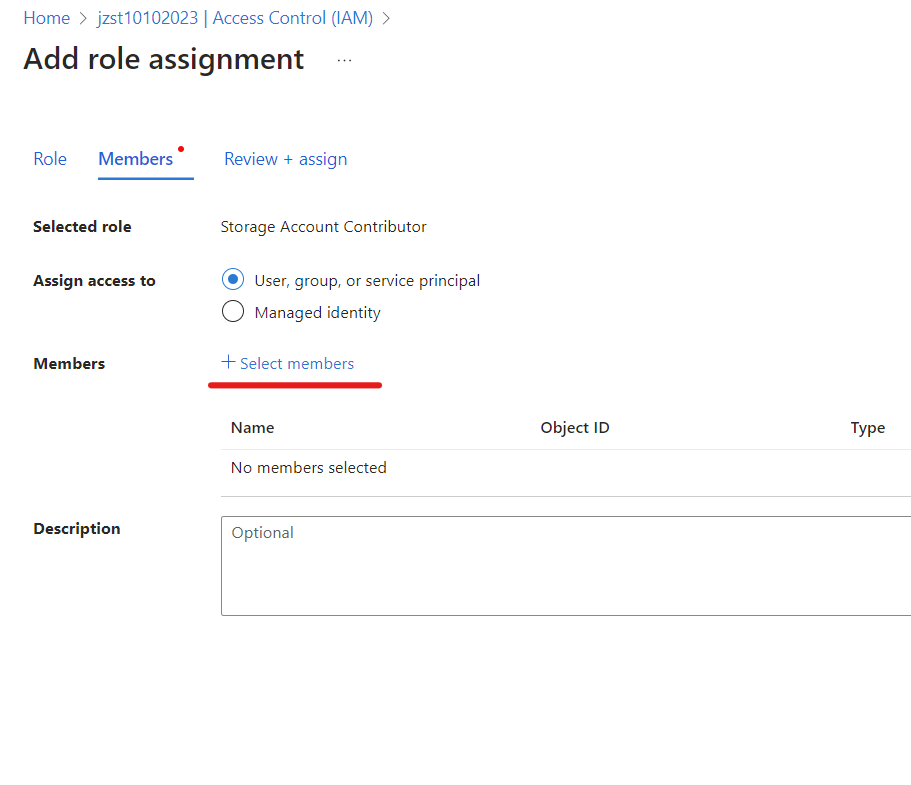 Home > jzst10102023 | Access Control (IAM) >
Add role assignment ...
Role Members Review + assign
Selected role Storage Account Contributor
Assign access to User, group, or service principal
Managed identity
Members + Select members
Name Object ID Type
No members selected
Description Optional